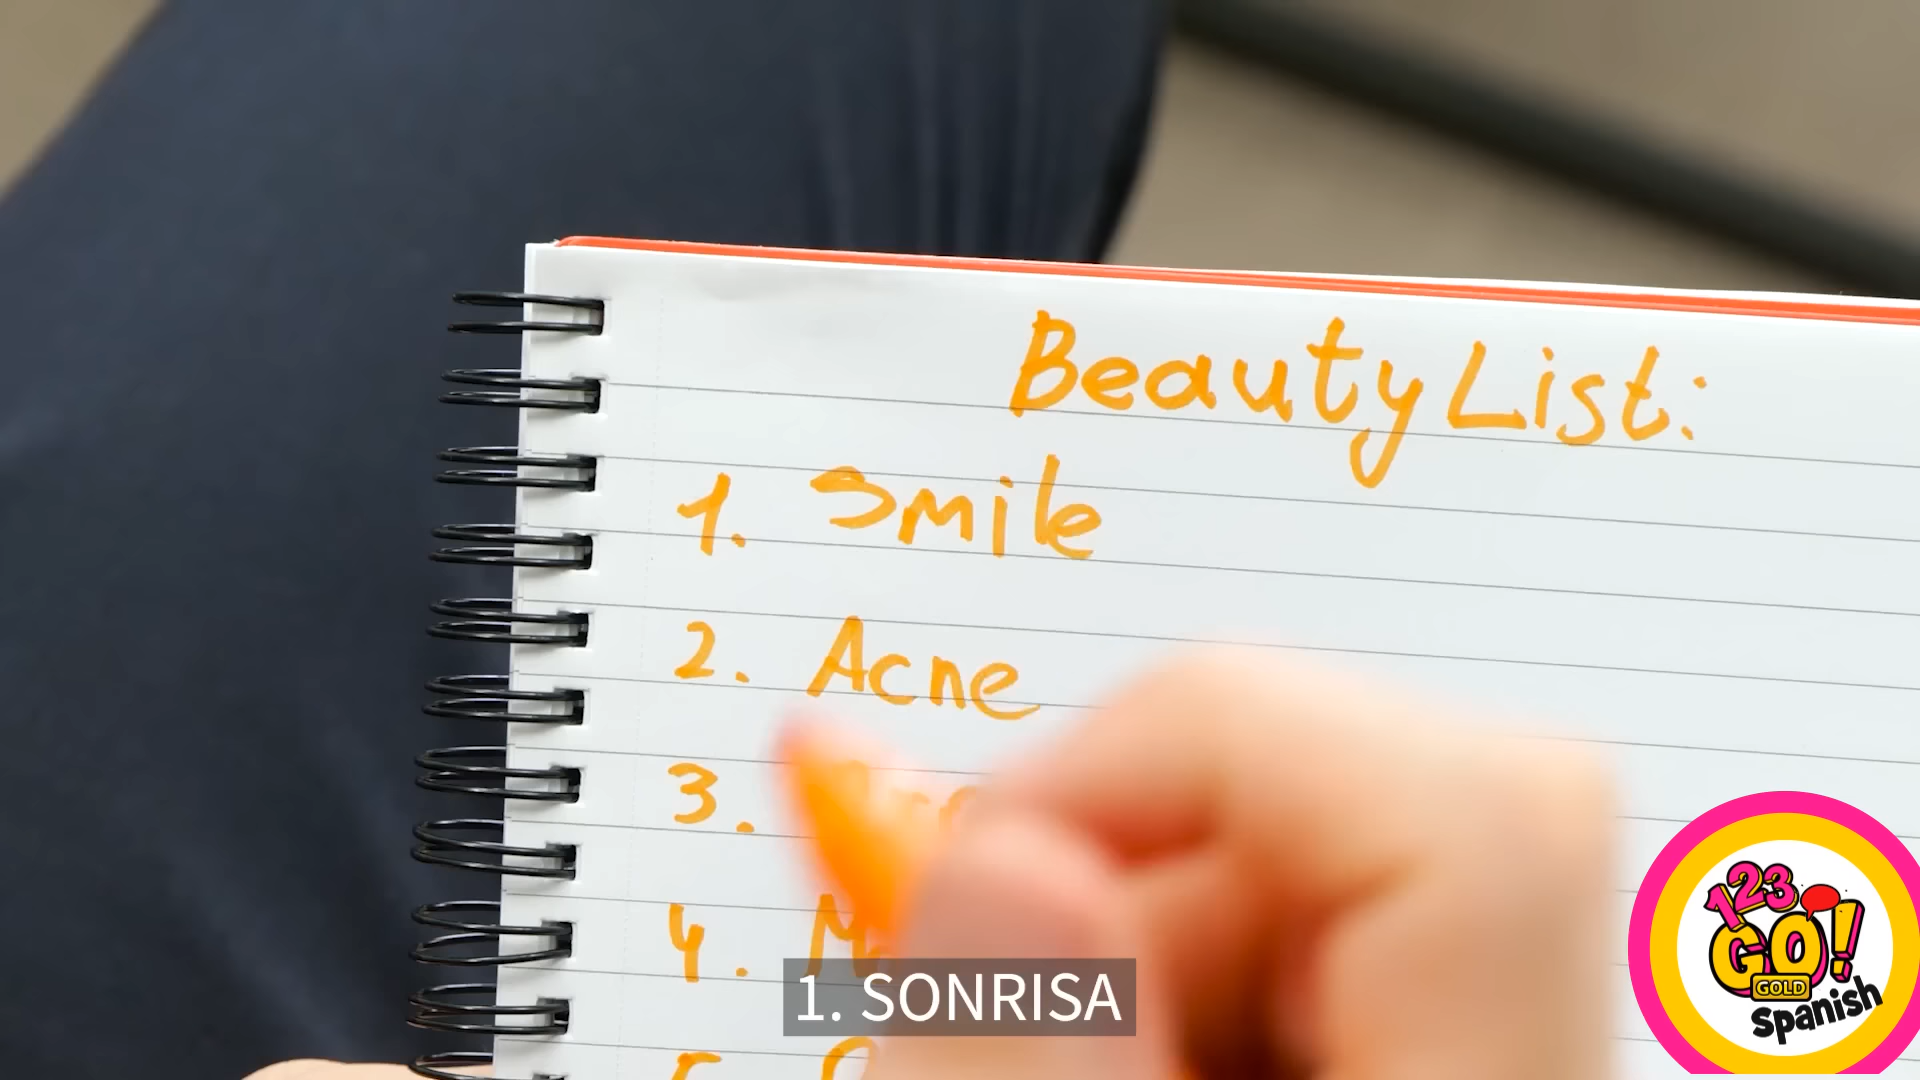 Beauty List:
1. Smile
2. Acne
3.
4.
1. SONRISA
123
GO!
GOLD
Spanish